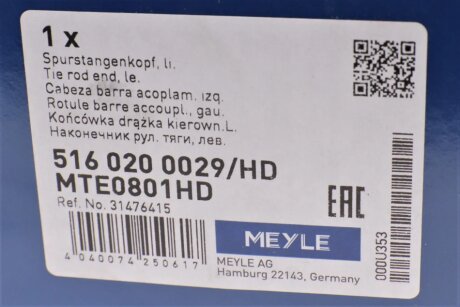 1 x
Spurstangenkopf, li.
Tie rod end, le.
Cabeza barra acoplam. izq.
Rotule barre accoupl., gau.
Końcówka drążka kierown.L.
Наконечник рул. тяги, лев.
516 020 0029/HD
MTE0801HD
Ref. No. 31476415
EAC
MEYLE
4 040074 250617
MEYLE AG
Hamburg 22143, Germany
000U353